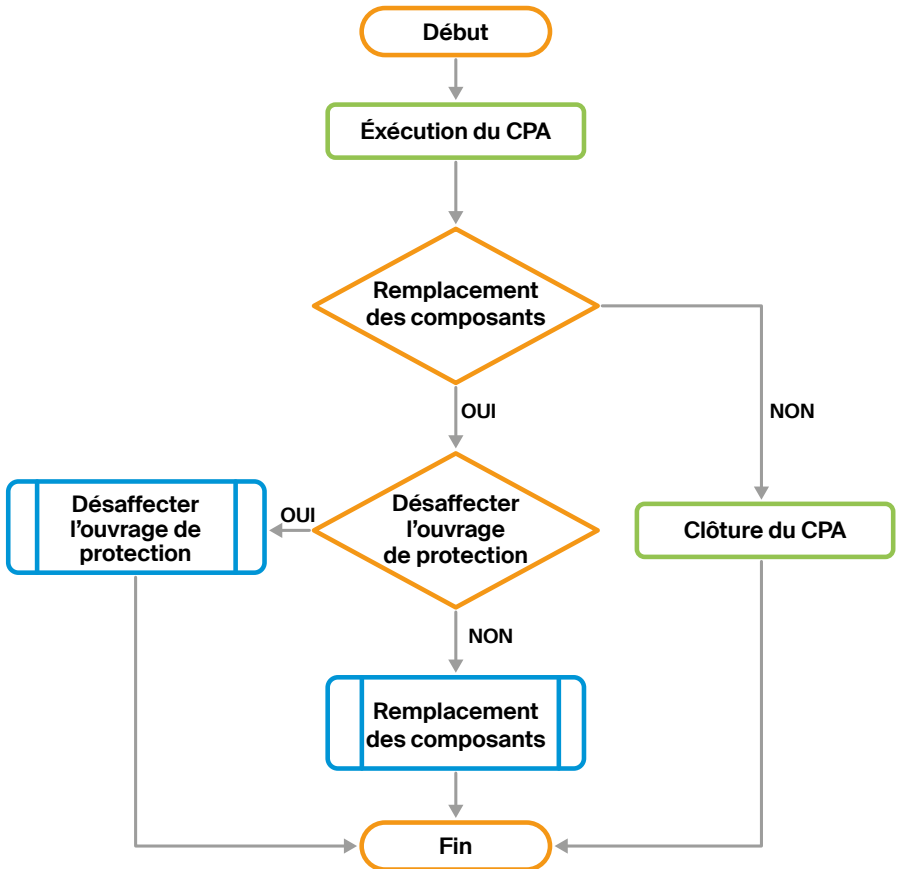 Début
Éxécution du CPA
Remplacement
des composants
OUI
NON
Désaffecter
l'ouvrage de
protection
OUI
Désaffecter
l'ouvrage
de protection
Clôture du CPA
NON
Remplacement
des composants
Fin